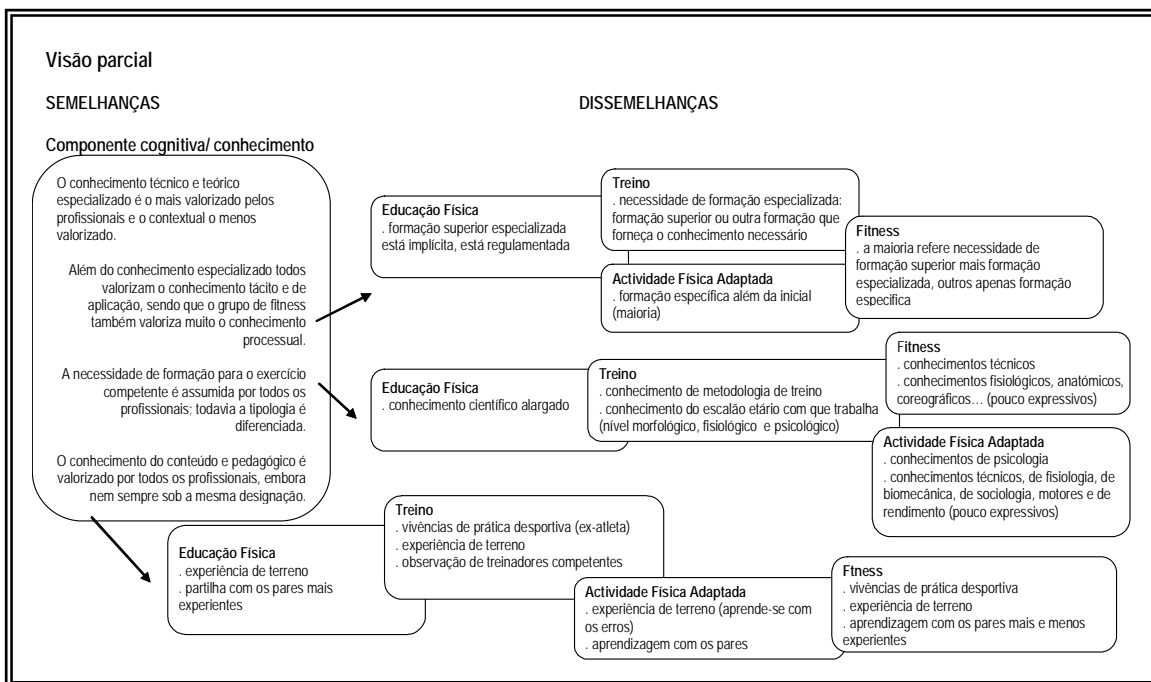 Visão parcial
SEMELHANÇAS
DISSEMELHANÇAS
Componente cognitiva/ conhecimento
O conhecimento técnico e teórico
especializado é o mais valorizado pelos
profissionais e o contextual o menos
valorizado.
Além do conhecimento especializado todos
valorizam o conhecimento tácito e de
aplicação, sendo que o grupo de fitness
também valoriza muito o conhecimento
processual.
A necessidade de formação para o exercício
competente é assumida por todos os
profissionais; todavia a tipologia é
diferenciada.
O conhecimento do conteúdo e pedagógico é
valorizado por todos os profissionais, embora
nem sempre sob a mesma designação.
Educação Física
. formação superior especializada
está implícita, está regulamentada
Treino
. necessidade de formação especializada:
formação superior ou outra formação que
forneça o conhecimento necessário
Actividade Física Adaptada
. formação específica além da inicial
(maioria)
Fitness
. a maioria refere necessidade de
formação superior mais formação
especializada, outros apenas formação
especifica
Educação Física
. conhecimento científico alargado
Treino
. conhecimento de metodologia de treino
. conhecimento do escalão etário com que trabalha
(nível morfológico, fisiológico e psicológico)
Fitness
. conhecimentos técnicos
. conhecimentos fisiológicos, anatómicos,
coreográficos… (pouco expressivos)
Actividade Física Adaptada
. conhecimentos de psicologia
. conhecimentos técnicos, de fisiologia, de
biomecânica, de sociologia, motores e de
rendimento (pouco expressivos)
Educação Física
. experiência de terreno
. partilha com os pares mais
experientes
Treino
. vivências de prática desportiva (ex-atleta)
. experiência de terreno
. observação de treinadores competentes
Actividade Física Adaptada
. experiência de terreno (aprende-se com
os erros)
. aprendizagem com os pares
Ftness
. vivências de prática desportiva
. experiência de terreno
. aprendizagem com os pares mais e menos
experientes